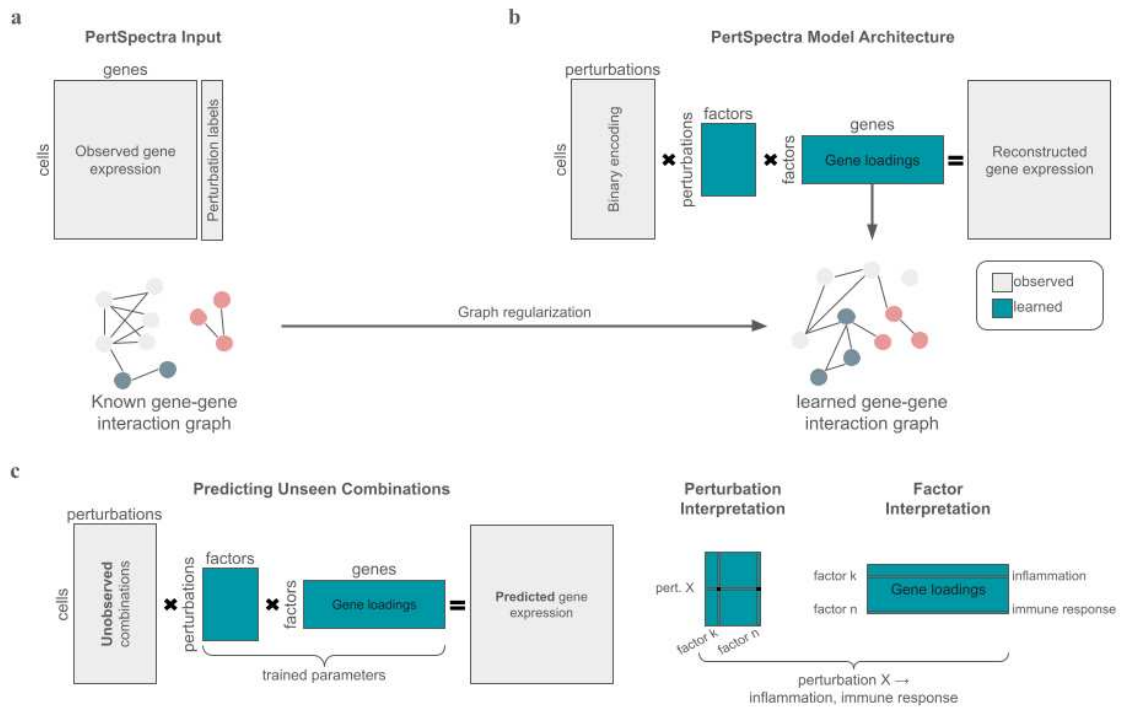 a
PertSpectra Input
genes
cells
Observed gene
expression
Perturbation labels
Known gene-gene
interaction graph
Graph regularization
b
PertSpectra Model Architecture
perturbations
cells
Binary encoding
factors
perturbations
genes
factors
Gene loadings
Reconstructed
gene expression
observed
learned
learned gene-gene
interaction graph
c
Predicting Unseen Combinations
perturbations
cells
Unobserved
combinations
factors
perturbations
genes
factors
Gene loadings
Predicted gene
expression
trained parameters
Perturbation
Interpretation
pert. X
factor k
factor n
Factor
Interpretation
factor k
inflammation
Gene loadings
factor n
immune response
perturbation X →
inflammation, immune response